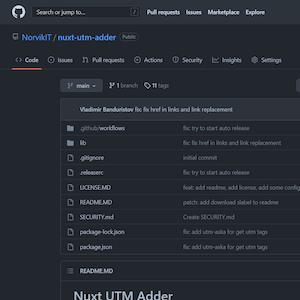 Search or jump to... / Pull requests Issues Marketplace Explore
NorvikIT / nuxt-utm-adder Public
Code Issues Pull requests Actions Security Insights Settings
main 1 branch 11 tags
Vladimir Banduristov fix: fix href in links and link replacement
.github/workflows fix: try to start auto release
lib fix: fix href in links and link replacement
.gitignore initial commit
.releaserc fix: try to start auto release
LICENSE.MD feat: add readme, add license, add some config
README.MD patch: add download slabel to readme
SECURITY.md Create SECURITY.md
package-lock.json fix: add utm-aska for get utm tags
package.json fix: add utm-aska for get utm tags
README.MD
Nuxt UTM Adder